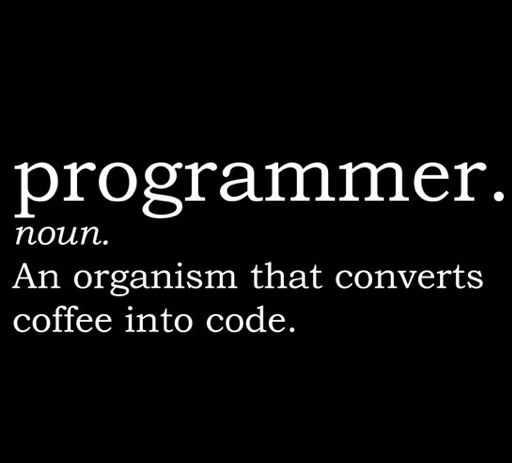 programmer.
noun.
An organism that converts
coffee into code.